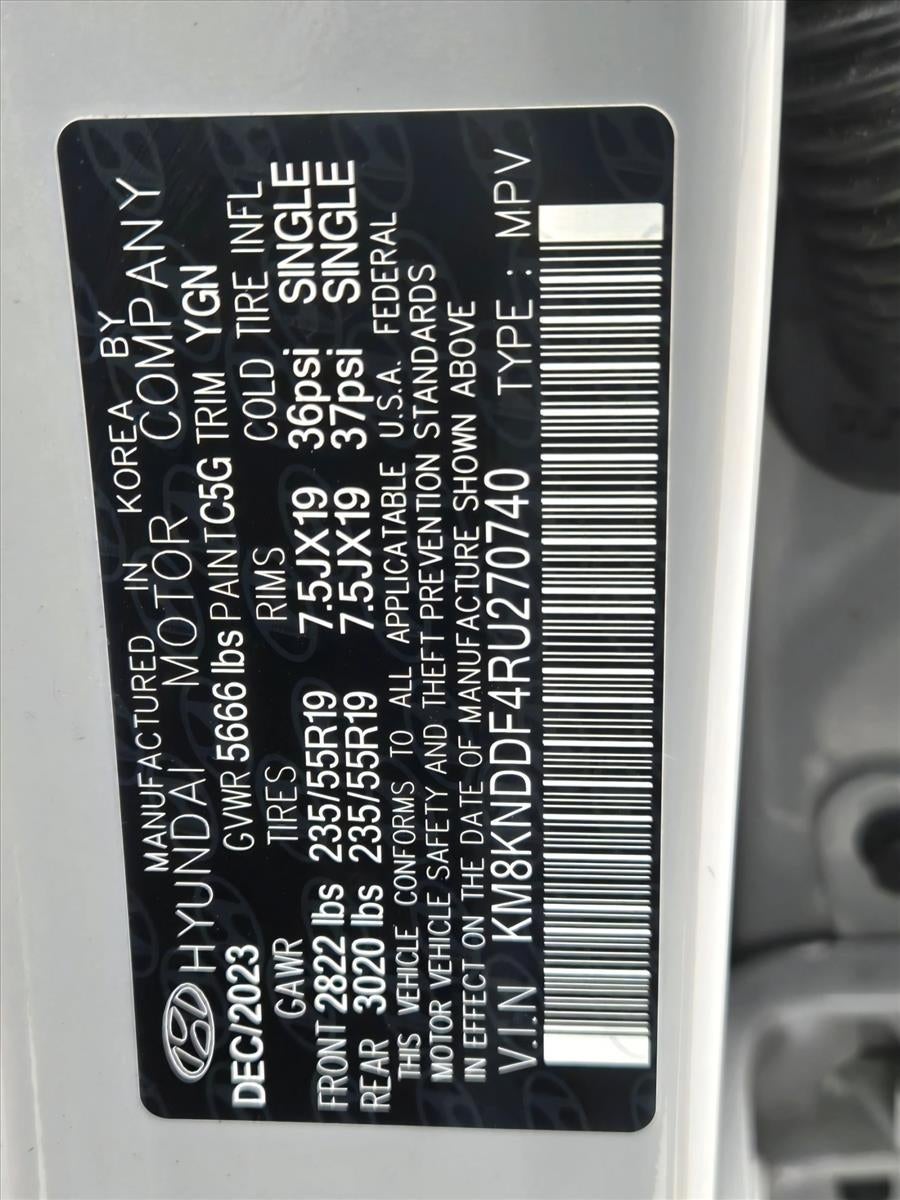 MANUFACTURED IN KOREA BY
HYUNDAI MOTOR COMPANY
DEC/2023 GVWR 5666 lbs PAINT C5G TRIM YGN
GAWR TIRES RIMS COLD TIRE INFL
FRONT 2822 lbs 235/55R19 7.5JX19 36psi SINGLE
REAR 3020 lbs 235/55R19 7.5JX19 37psi SINGLE
THIS VEHICLE CONFORMS TO ALL APPLICATABLE U.S.A. FEDERAL
MOTOR VEHICLE SAFETY AND THEFT PREVENTION STANDARDS
IN EFFECT ON THE DATE OF MANUFACTURE SHOWN ABOVE
V.I.N KM8KNDDF4RU270740 TYPE : MPV